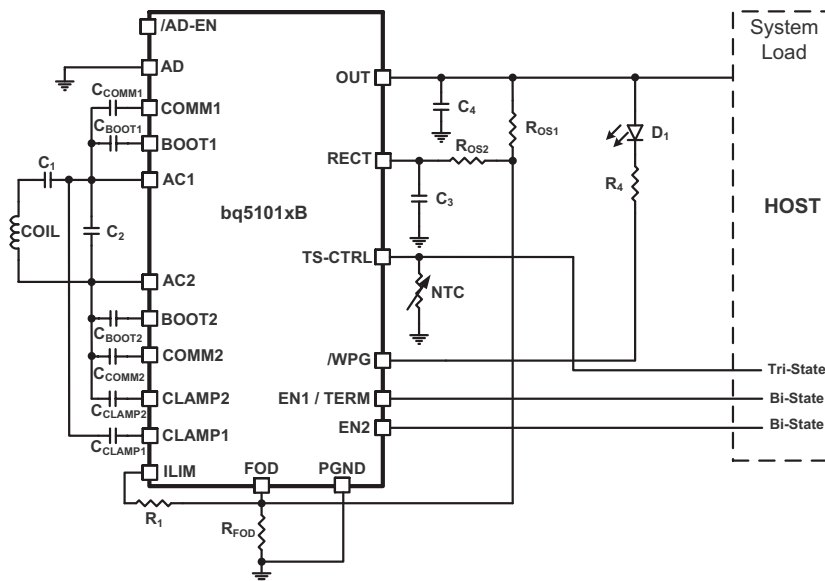 /AD-EN
AD
COMM1
BOOT1
AC1
AC2
BOOT2
COMM2
CLAMP2
CLAMP1
ILIM
FOD
PGND
bq5101xB
OUT
RECT
TS-CTRL
/WPG
EN1 / TERM
EN2
CCOMM1
CBOOT1
C1
COIL
C2
CBOOT2
CCOMM2
CCLAMP2
CCLAMP1
R1
RFOD
C4
ROS1
ROS2
C3
NTC
D1
R4
System
Load
HOST
Tri-State
Bi-State
Bi-State